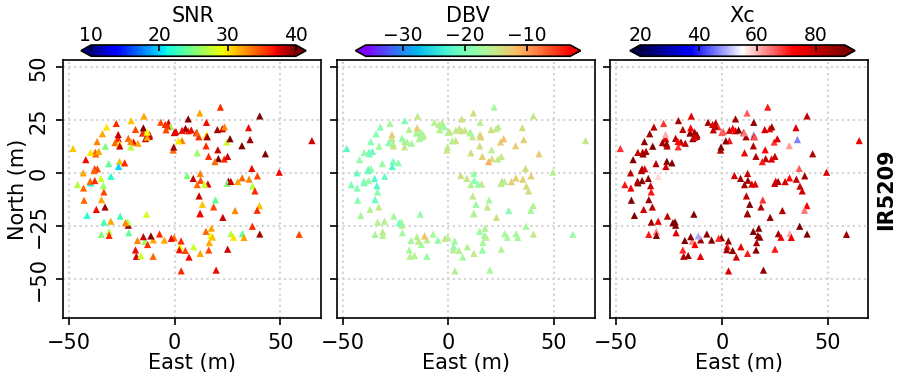 SNR DBV Xc
10 20 30 40 −30 −20 −10 20 40 60 80
50
25
0
−25
−50
North (m)
IR5209
−50 0 50 −50 0 50 −50 0 50
East (m) East (m) East (m)